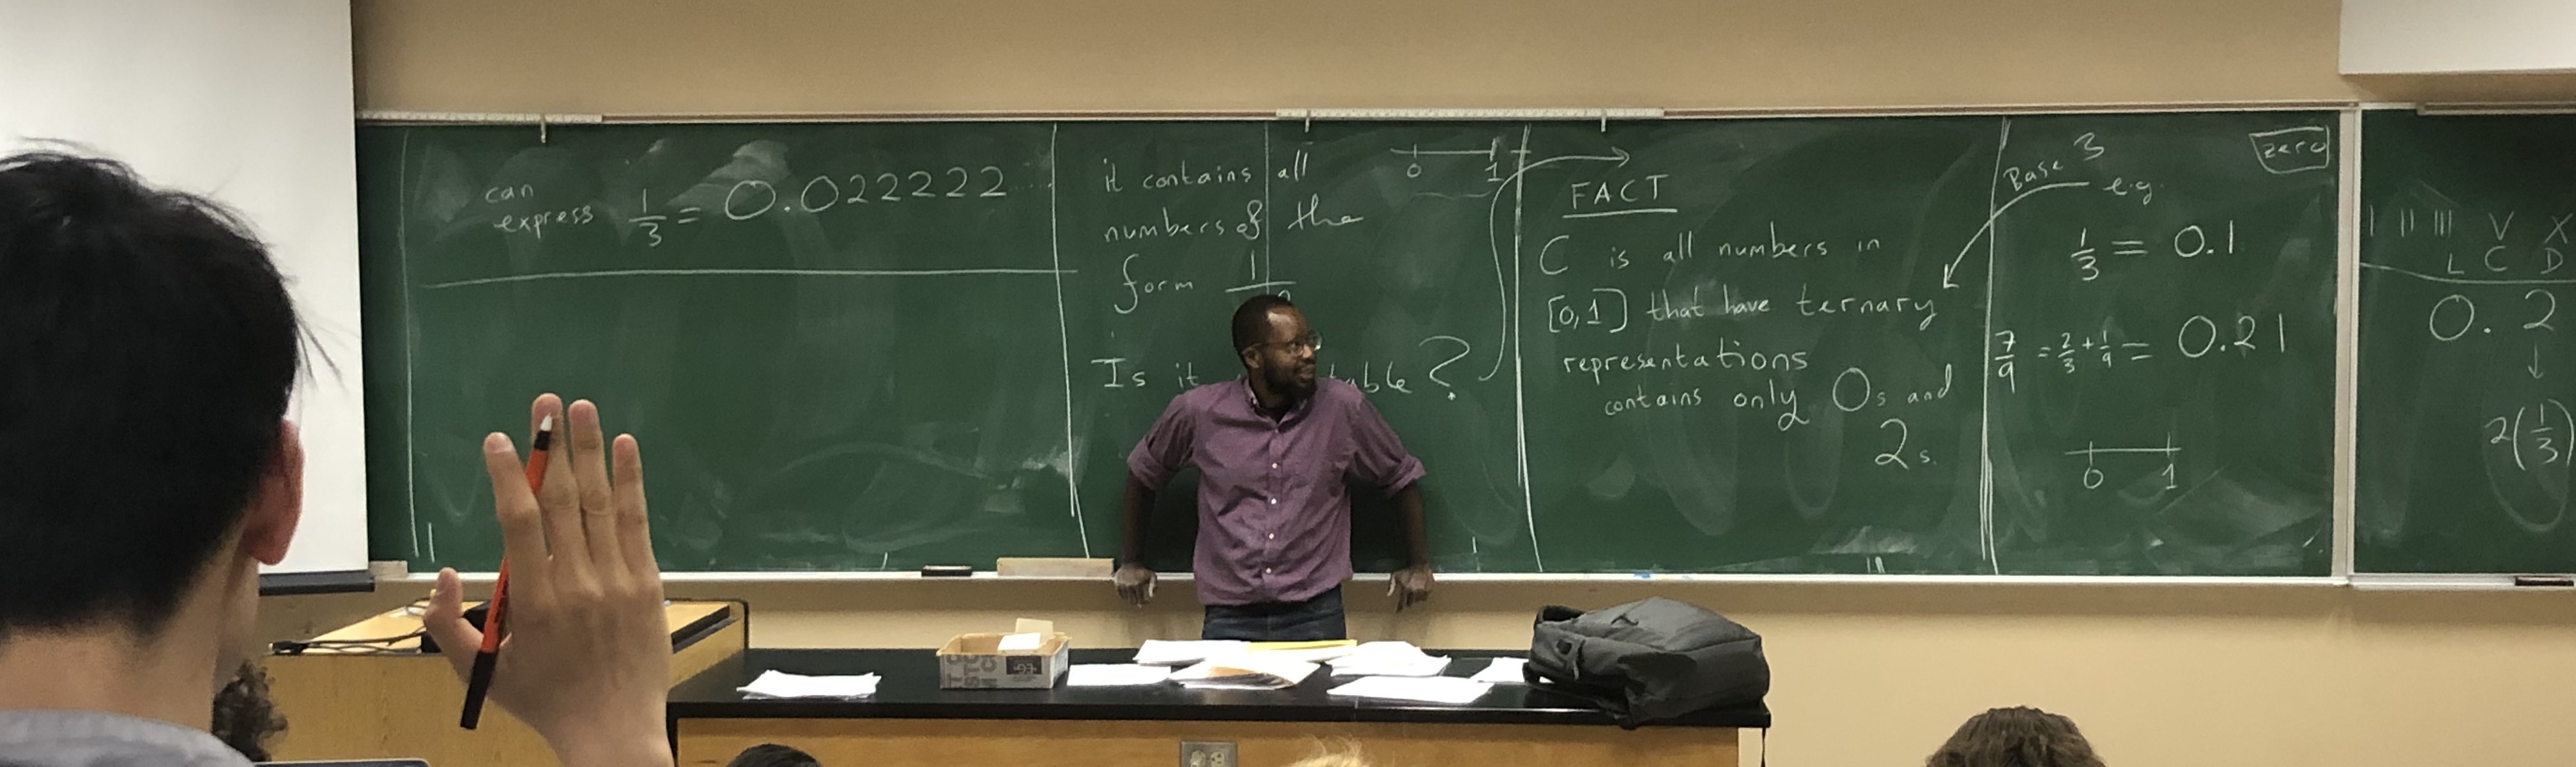 can
express 1/3 = 0.022222.....
it contains all
numbers of the
form 1
Is it
?
0 1
FACT
C is all numbers in
[0,1] that have ternary
representations
contains only 0s and
2s.
Base 3
e.g.
1/3 = 0.1
7/9 = 2/3 + 1/9 = 0.21
0 1
zero
I II III V X
L C D
0. 2
↓
2(1/3)